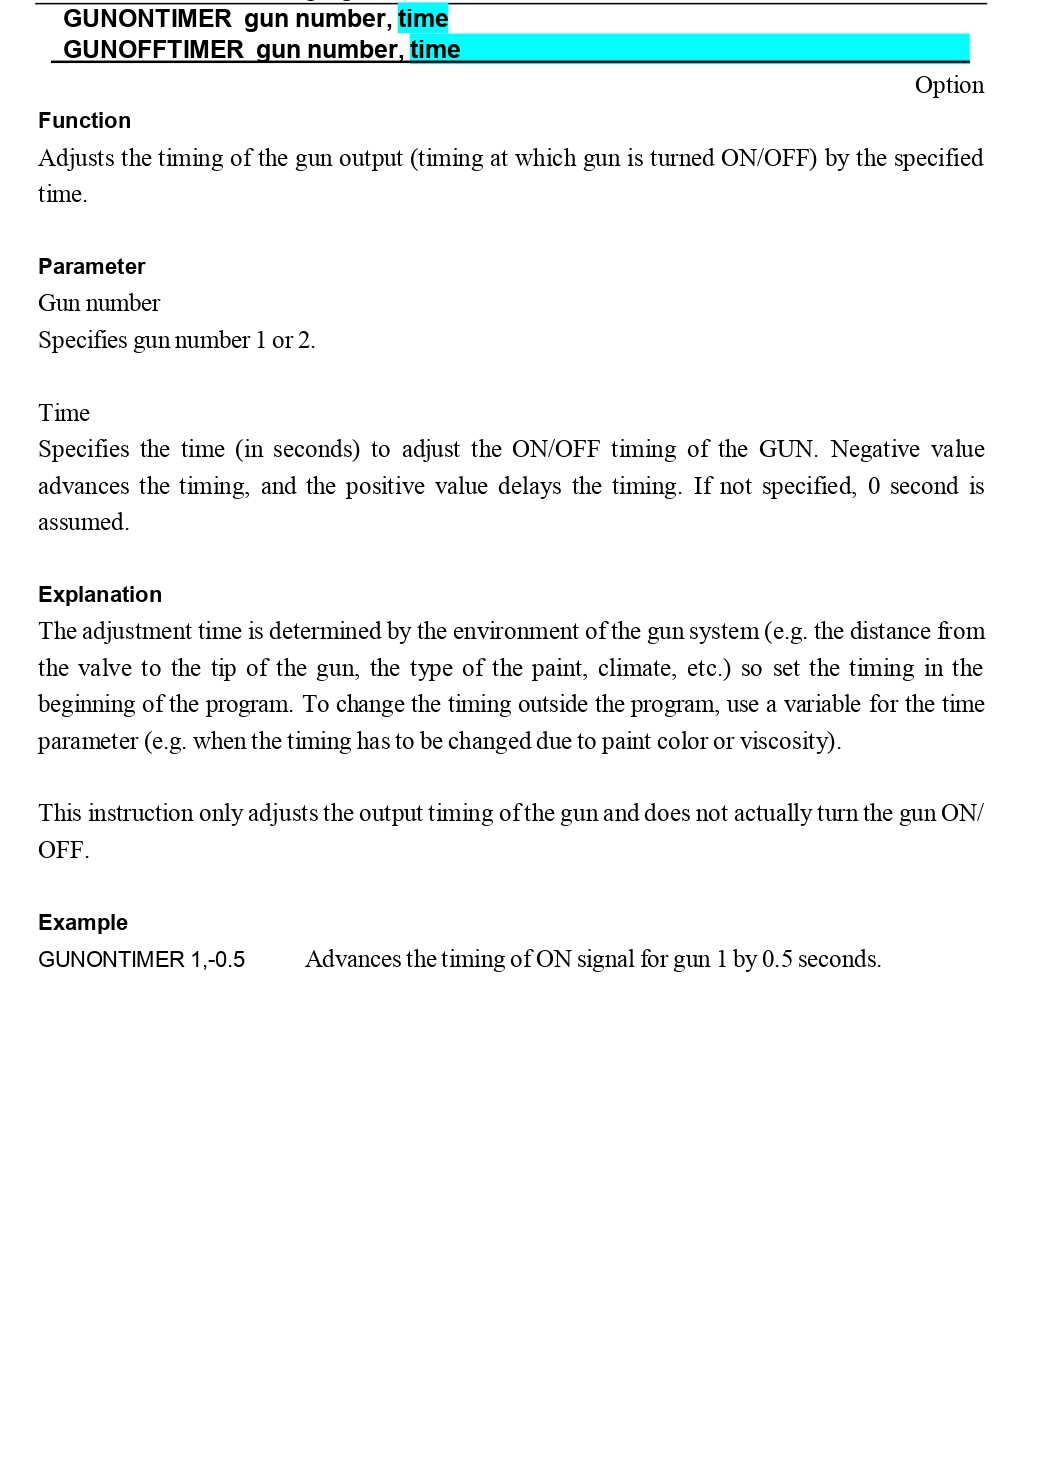 GUNONTIMER gun number, time
GUNOFFTIMER gun number, time
Option
Function
Adjusts the timing of the gun output (timing at which gun is turned ON/OFF) by the specified
time.
Parameter
Gun number
Specifies gun number 1 or 2.
Time
Specifies the time (in seconds) to adjust the ON/OFF timing of the GUN. Negative value
advances the timing, and the positive value delays the timing. If not specified, 0 second is
assumed.
Explanation
The adjustment time is determined by the environment of the gun system (e.g. the distance from
the valve to the tip of the gun, the type of the paint, climate, etc.) so set the timing in the
beginning of the program. To change the timing outside the program, use a variable for the time
parameter (e.g. when the timing has to be changed due to paint color or viscosity).
This instruction only adjusts the output timing of the gun and does not actually turn the gun ON/
OFF.
Example
GUNONTIMER 1,-0.5 Advances the timing of ON signal for gun 1 by 0.5 seconds.